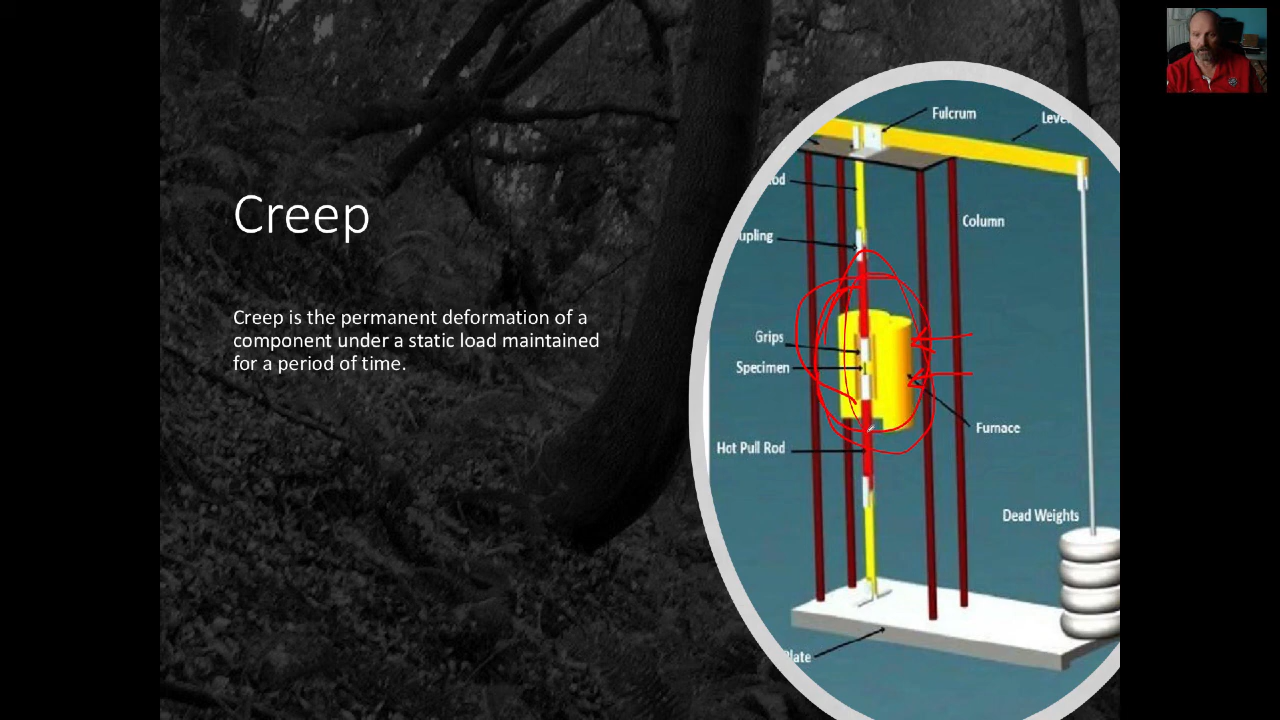 Creep
Creep is the permanent deformation of a
component under a static load maintained
for a period of time.
Fulcrum
Column
Grips
Specimen
Furnace
Hot Pull Rod
Dead Weights